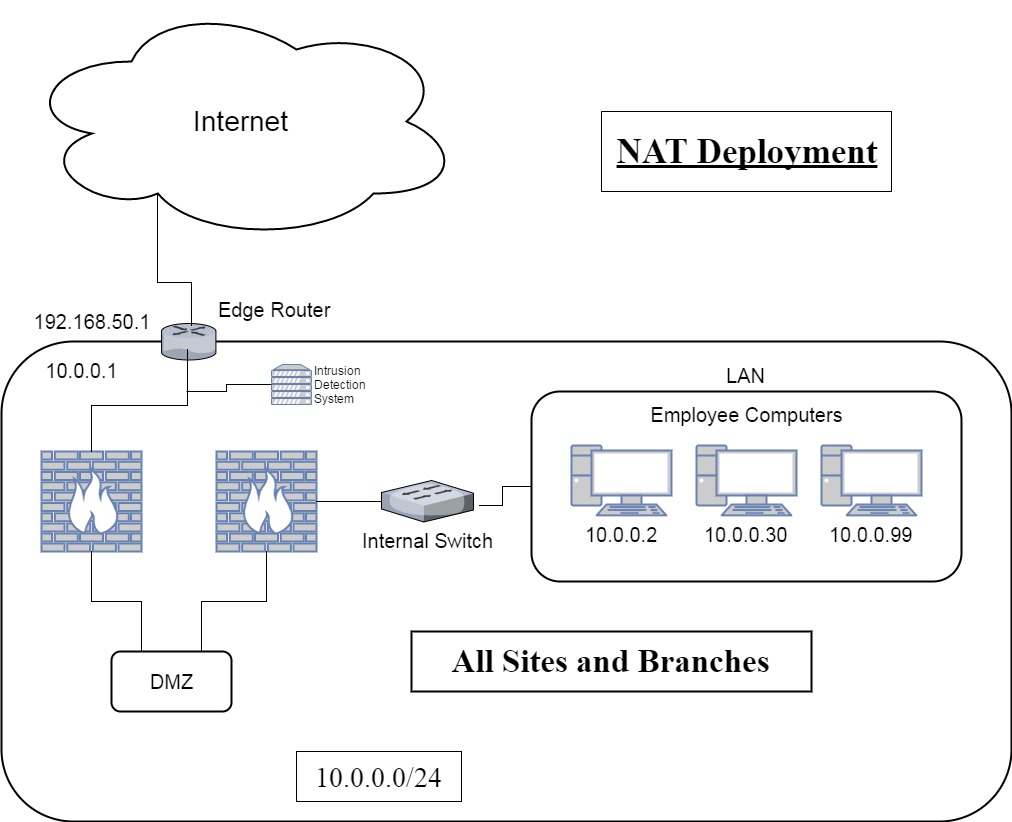 Internet
NAT Deployment
Edge Router
192.168.50.1
10.0.0.1
Intrusion
Detection
System
LAN
Employee Computers
10.0.0.2
10.0.0.30
10.0.0.99
Internal Switch
All Sites and Branches
DMZ
10.0.0.0/24